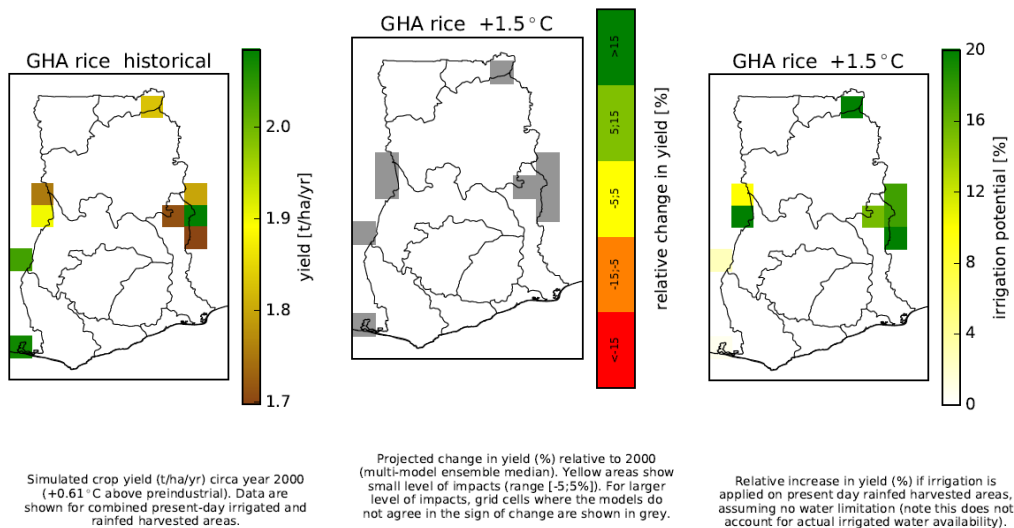 GHA rice historical
2.0
1.9
1.8
1.7
yield [t/ha/yr]
Simulated crop yield (t/ha/yr) circa year 2000
(+0.61°C above preindustrial). Data are
shown for combined present-day irrigated and
rainfed harvested areas.
GHA rice +1.5°C
>15
5;15
-5;5
-15;-5
<-15
relative change in yield [%]
Projected change in yield (%) relative to 2000
(multi-model ensemble median). Yellow areas show
small level of impacts (range [-5;5%]). For larger
level of impacts, grid cells where the models do
not agree in the sign of change are shown in grey.
GHA rice +1.5°C
20
16
12
8
4
0
irrigation potential [%]
Relative increase in yield (%) if irrigation is
applied on present day rainfed harvested areas,
assuming no water limitation (note this does not
account for actual irrigated water availability).